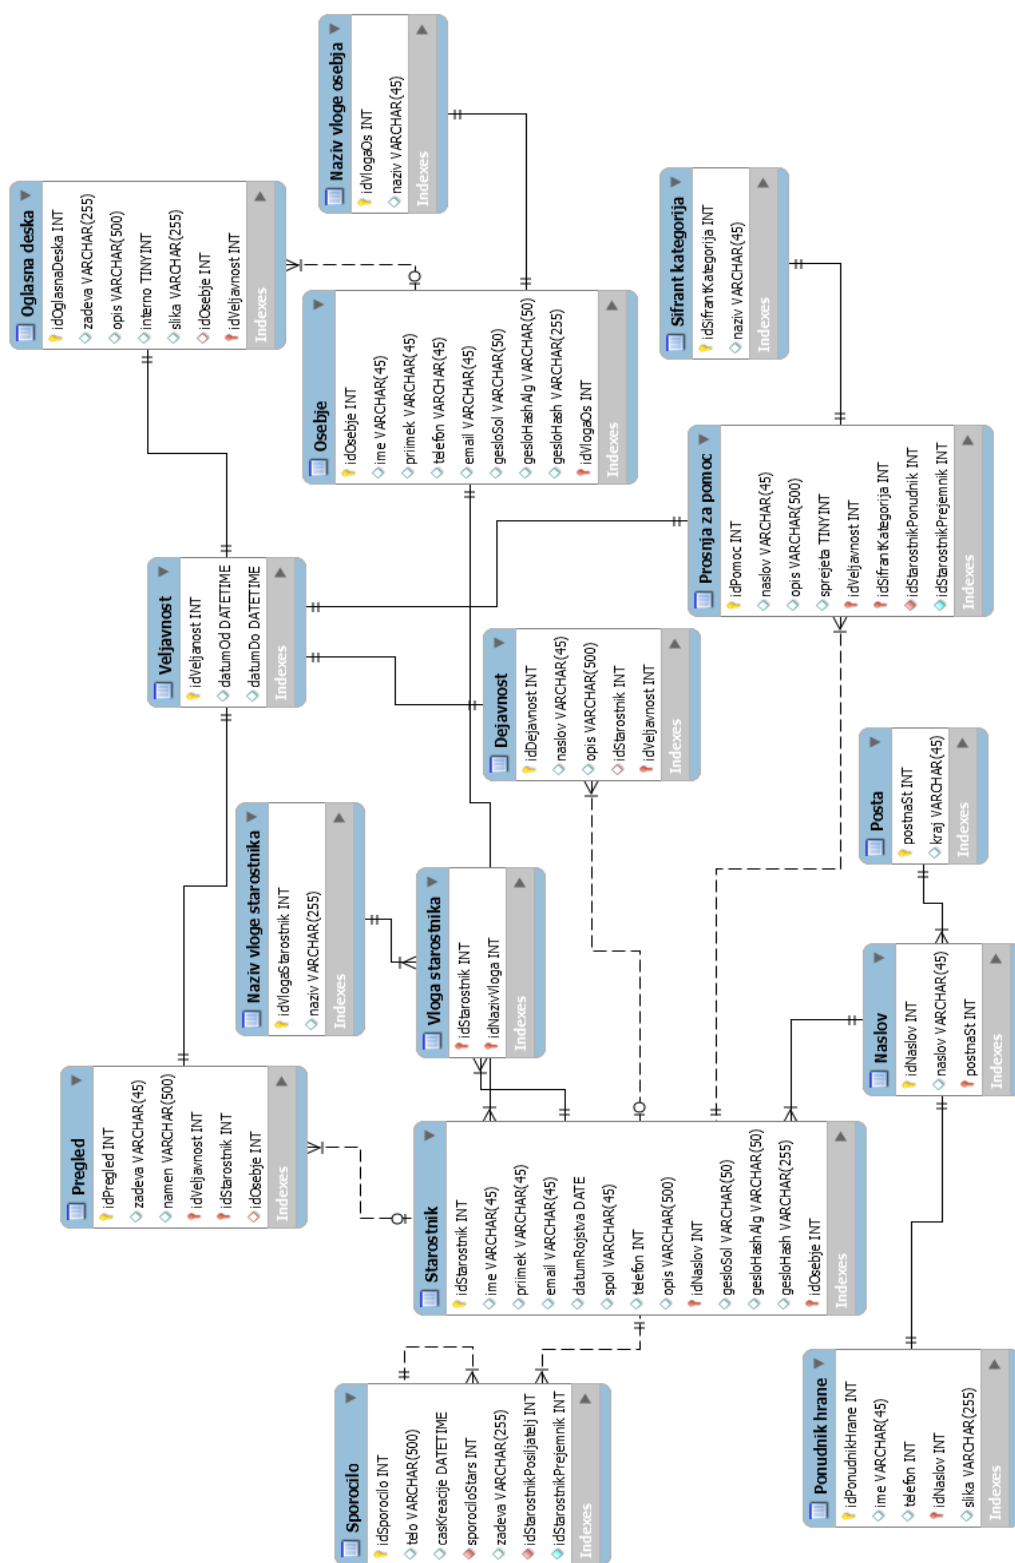 Sporocilo
idSporocilo INT
telo VARCHAR(500)
casKreacije DATETIME
sporociloStars INT
zadeva VARCHAR(255)
idStarostnikPosiljatelj INT
idStarostnikPrejemnik INT
Indexes
Pregled
idPregled INT
zadeva VARCHAR(45)
namen VARCHAR(500)
idVeljavnost INT
idStarostnik INT
idOsebje INT
Indexes
Naziv vloge starostnika
idVlogaStarostnik INT
naziv VARCHAR(255)
Indexes
Veljavnost
idVeljanost INT
datumOd DATETIME
datumDo DATETIME
Indexes
Oglasna deska
idOglasnaDeska INT
zadeva VARCHAR(255)
opis VARCHAR(500)
interno TINYINT
slika VARCHAR(255)
idOsebje INT
idVeljavnost INT
Indexes
Naziv vloge osebja
idVlogaOs INT
naziv VARCHAR(45)
Indexes
Starostnik
idStarostnik INT
ime VARCHAR(45)
priimek VARCHAR(45)
email VARCHAR(45)
datumRojstva DATE
spol VARCHAR(45)
telefon INT
opis VARCHAR(500)
idNaslov INT
gesloSol VARCHAR(50)
gesloHashAlg VARCHAR(50)
gesloHash VARCHAR(255)
idOsebje INT
Indexes
Vloga starostnika
idStarostnik INT
idNazivVloga INT
Indexes
Dejavnost
idDejavnost INT
naslov VARCHAR(45)
opis VARCHAR(500)
idStarostnik INT
idVeljavnost INT
Indexes
Osebje
idOsebje INT
ime VARCHAR(45)
priimek VARCHAR(45)
telefon VARCHAR(45)
email VARCHAR(45)
gesloSol VARCHAR(50)
gesloHashAlg VARCHAR(50)
gesloHash VARCHAR(255)
idVlogaOs INT
Indexes
Prosnja za pomoc
idPomoc INT
naslov VARCHAR(45)
opis VARCHAR(500)
sprejeta TINYINT
idVeljavnost INT
idSifrantKategorija INT
idStarostnikPonudnik INT
idStarostnikPrejemnik INT
Indexes
Sifrant kategorija
idSifrantKategorija INT
naziv VARCHAR(45)
Indexes
Ponudnik hrane
idPonudnikHrane INT
ime VARCHAR(45)
telefon INT
idNaslov INT
slika VARCHAR(255)
Indexes
Naslov
idNaslov INT
naslov VARCHAR(45)
postnaSt INT
Indexes
Posta
postnaSt INT
kraj VARCHAR(45)
Indexes